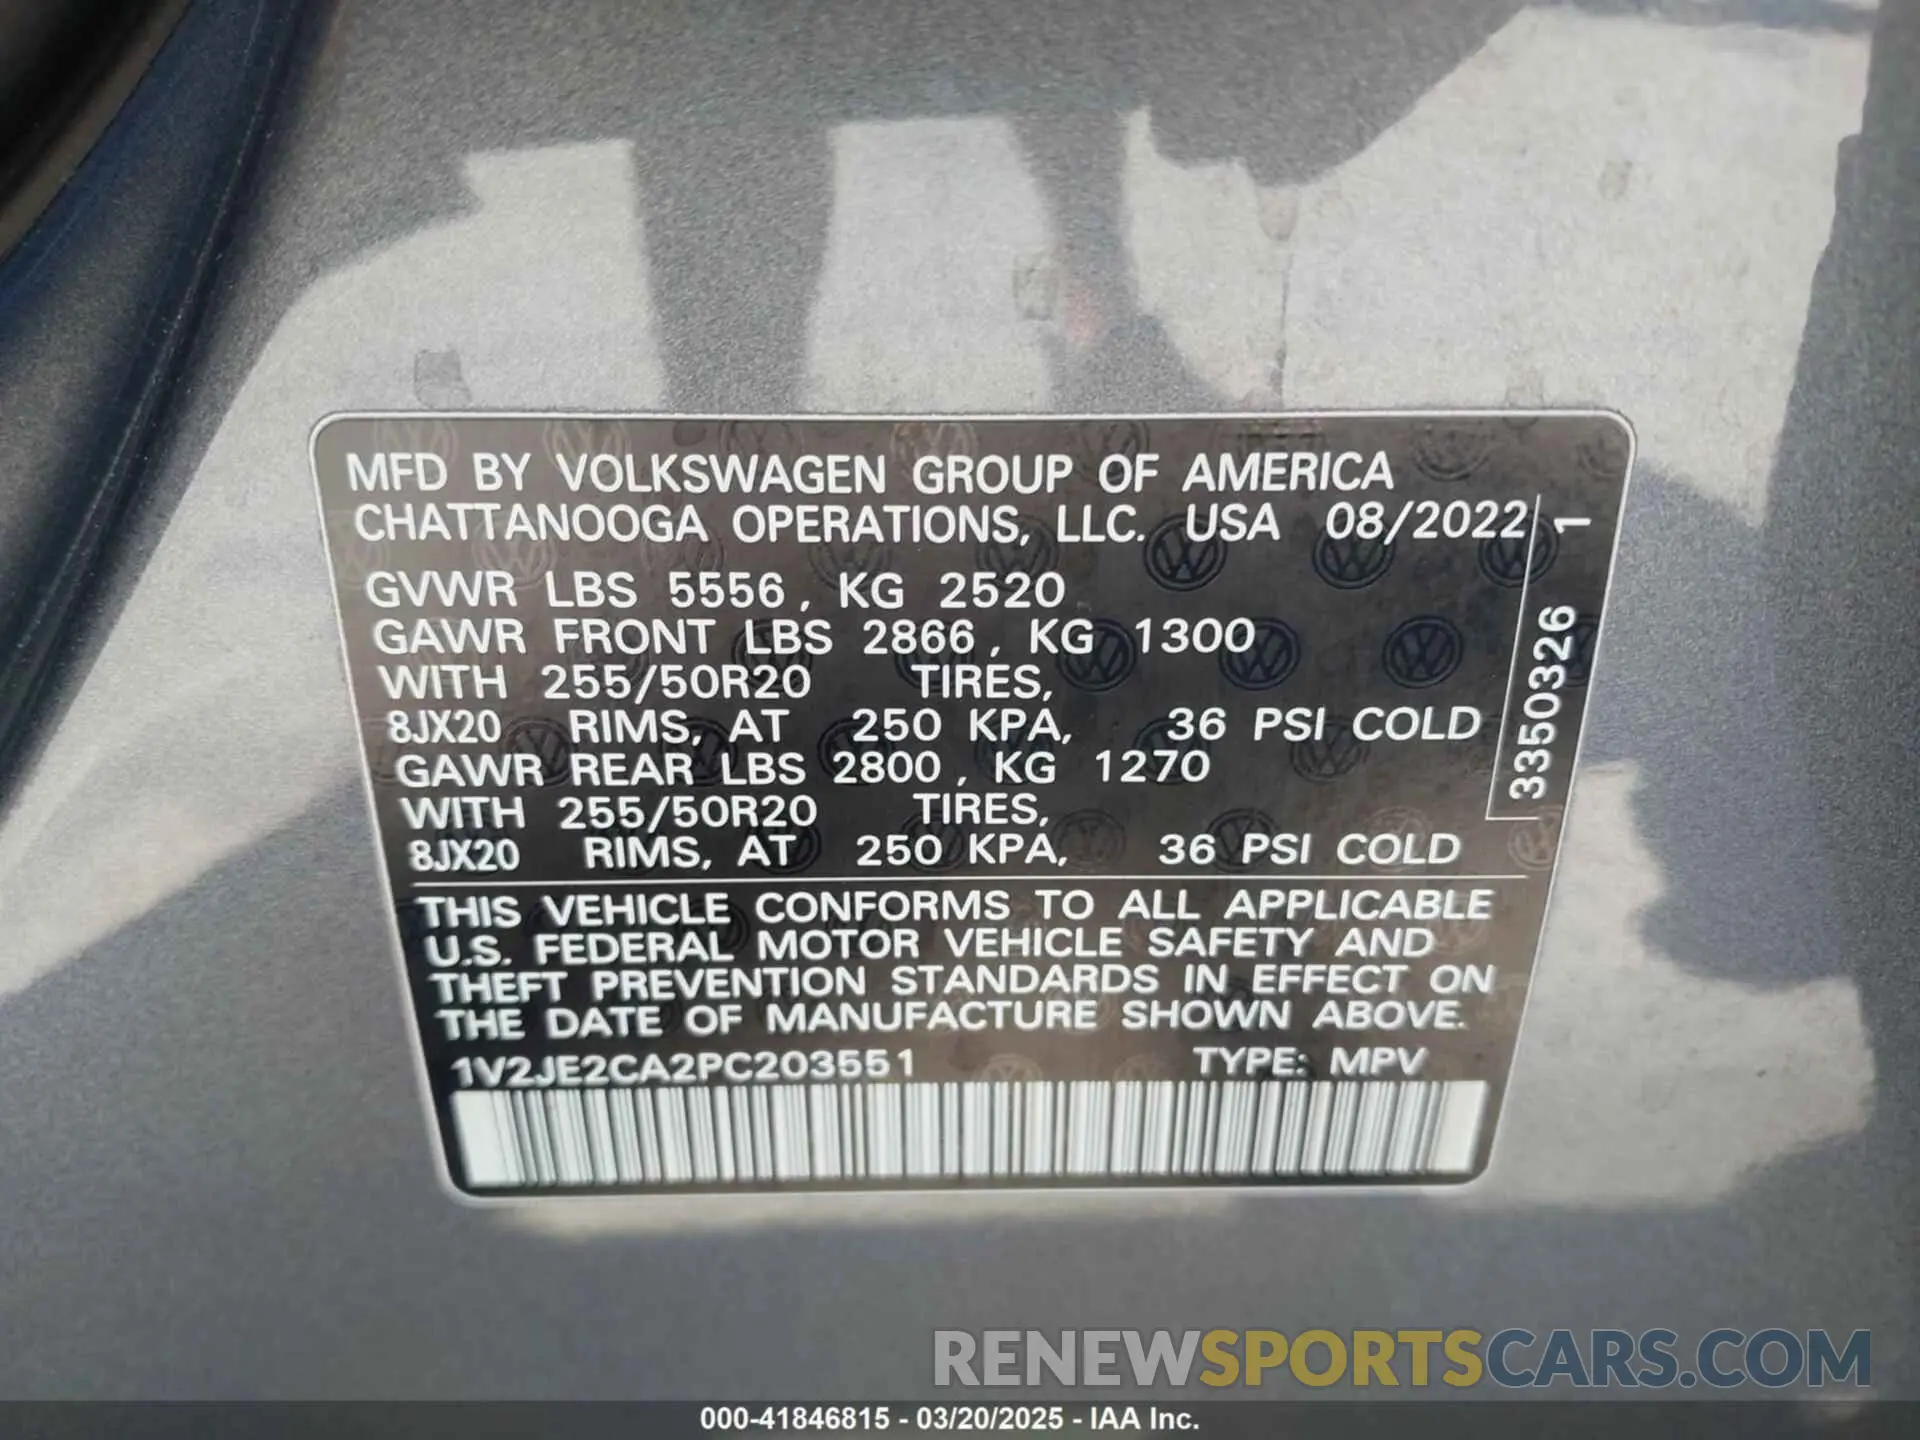 MFD BY VOLKSWAGEN GROUP OF AMERICA
CHATTANOOGA OPERATIONS, LLC. USA 08/2022
GVWR LBS 5556, KG 2520
GAWR FRONT LBS 2866, KG 1300
WITH 255/50R20 TIRES,
8JX20 RIMS, AT 250 KPA, 36 PSI COLD
GAWR REAR LBS 2800, KG 1270
WITH 255/50R20 TIRES,
8JX20 RIMS, AT 250 KPA, 36 PSI COLD
THIS VEHICLE CONFORMS TO ALL APPLICABLE
U.S. FEDERAL MOTOR VEHICLE SAFETY AND
THEFT PREVENTION STANDARDS IN EFFECT ON
THE DATE OF MANUFACTURE SHOWN ABOVE.
1V2JE2CA2PC203551 TYPE: MPV
3350326 1
RENEWSPORTSCARS.COM
000-41846815 - 03/20/2025 - IAA Inc.